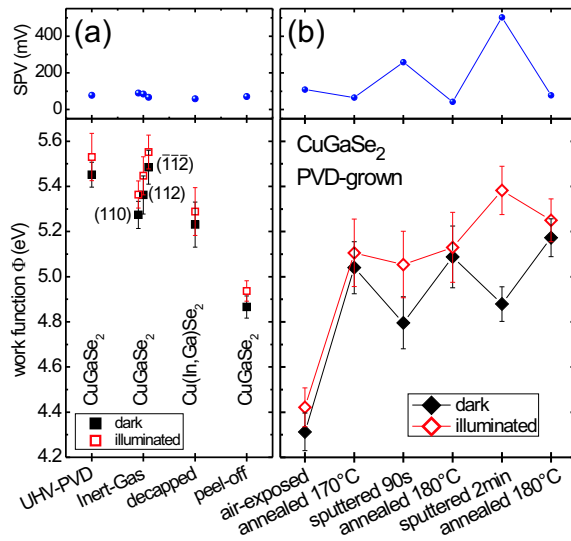 (a)
(b)
SPV (mV)
400
200
0
work function Φ (eV)
5.6
5.4
5.2
5.0
4.8
4.6
4.4
4.2
(110)
(112)
(1̅1̅2̅)
CuGaSe₂
CuGaSe₂
Cu(In,Ga)Se₂
CuGaSe₂
dark
illuminated
UHV-PVD
Inert-Gas
decapped
peel-off
CuGaSe₂
PVD-grown
dark
illuminated
air-exposed
annealed 170°C
sputtered 90s
annealed 180°C
sputtered 2min
annealed 180°C